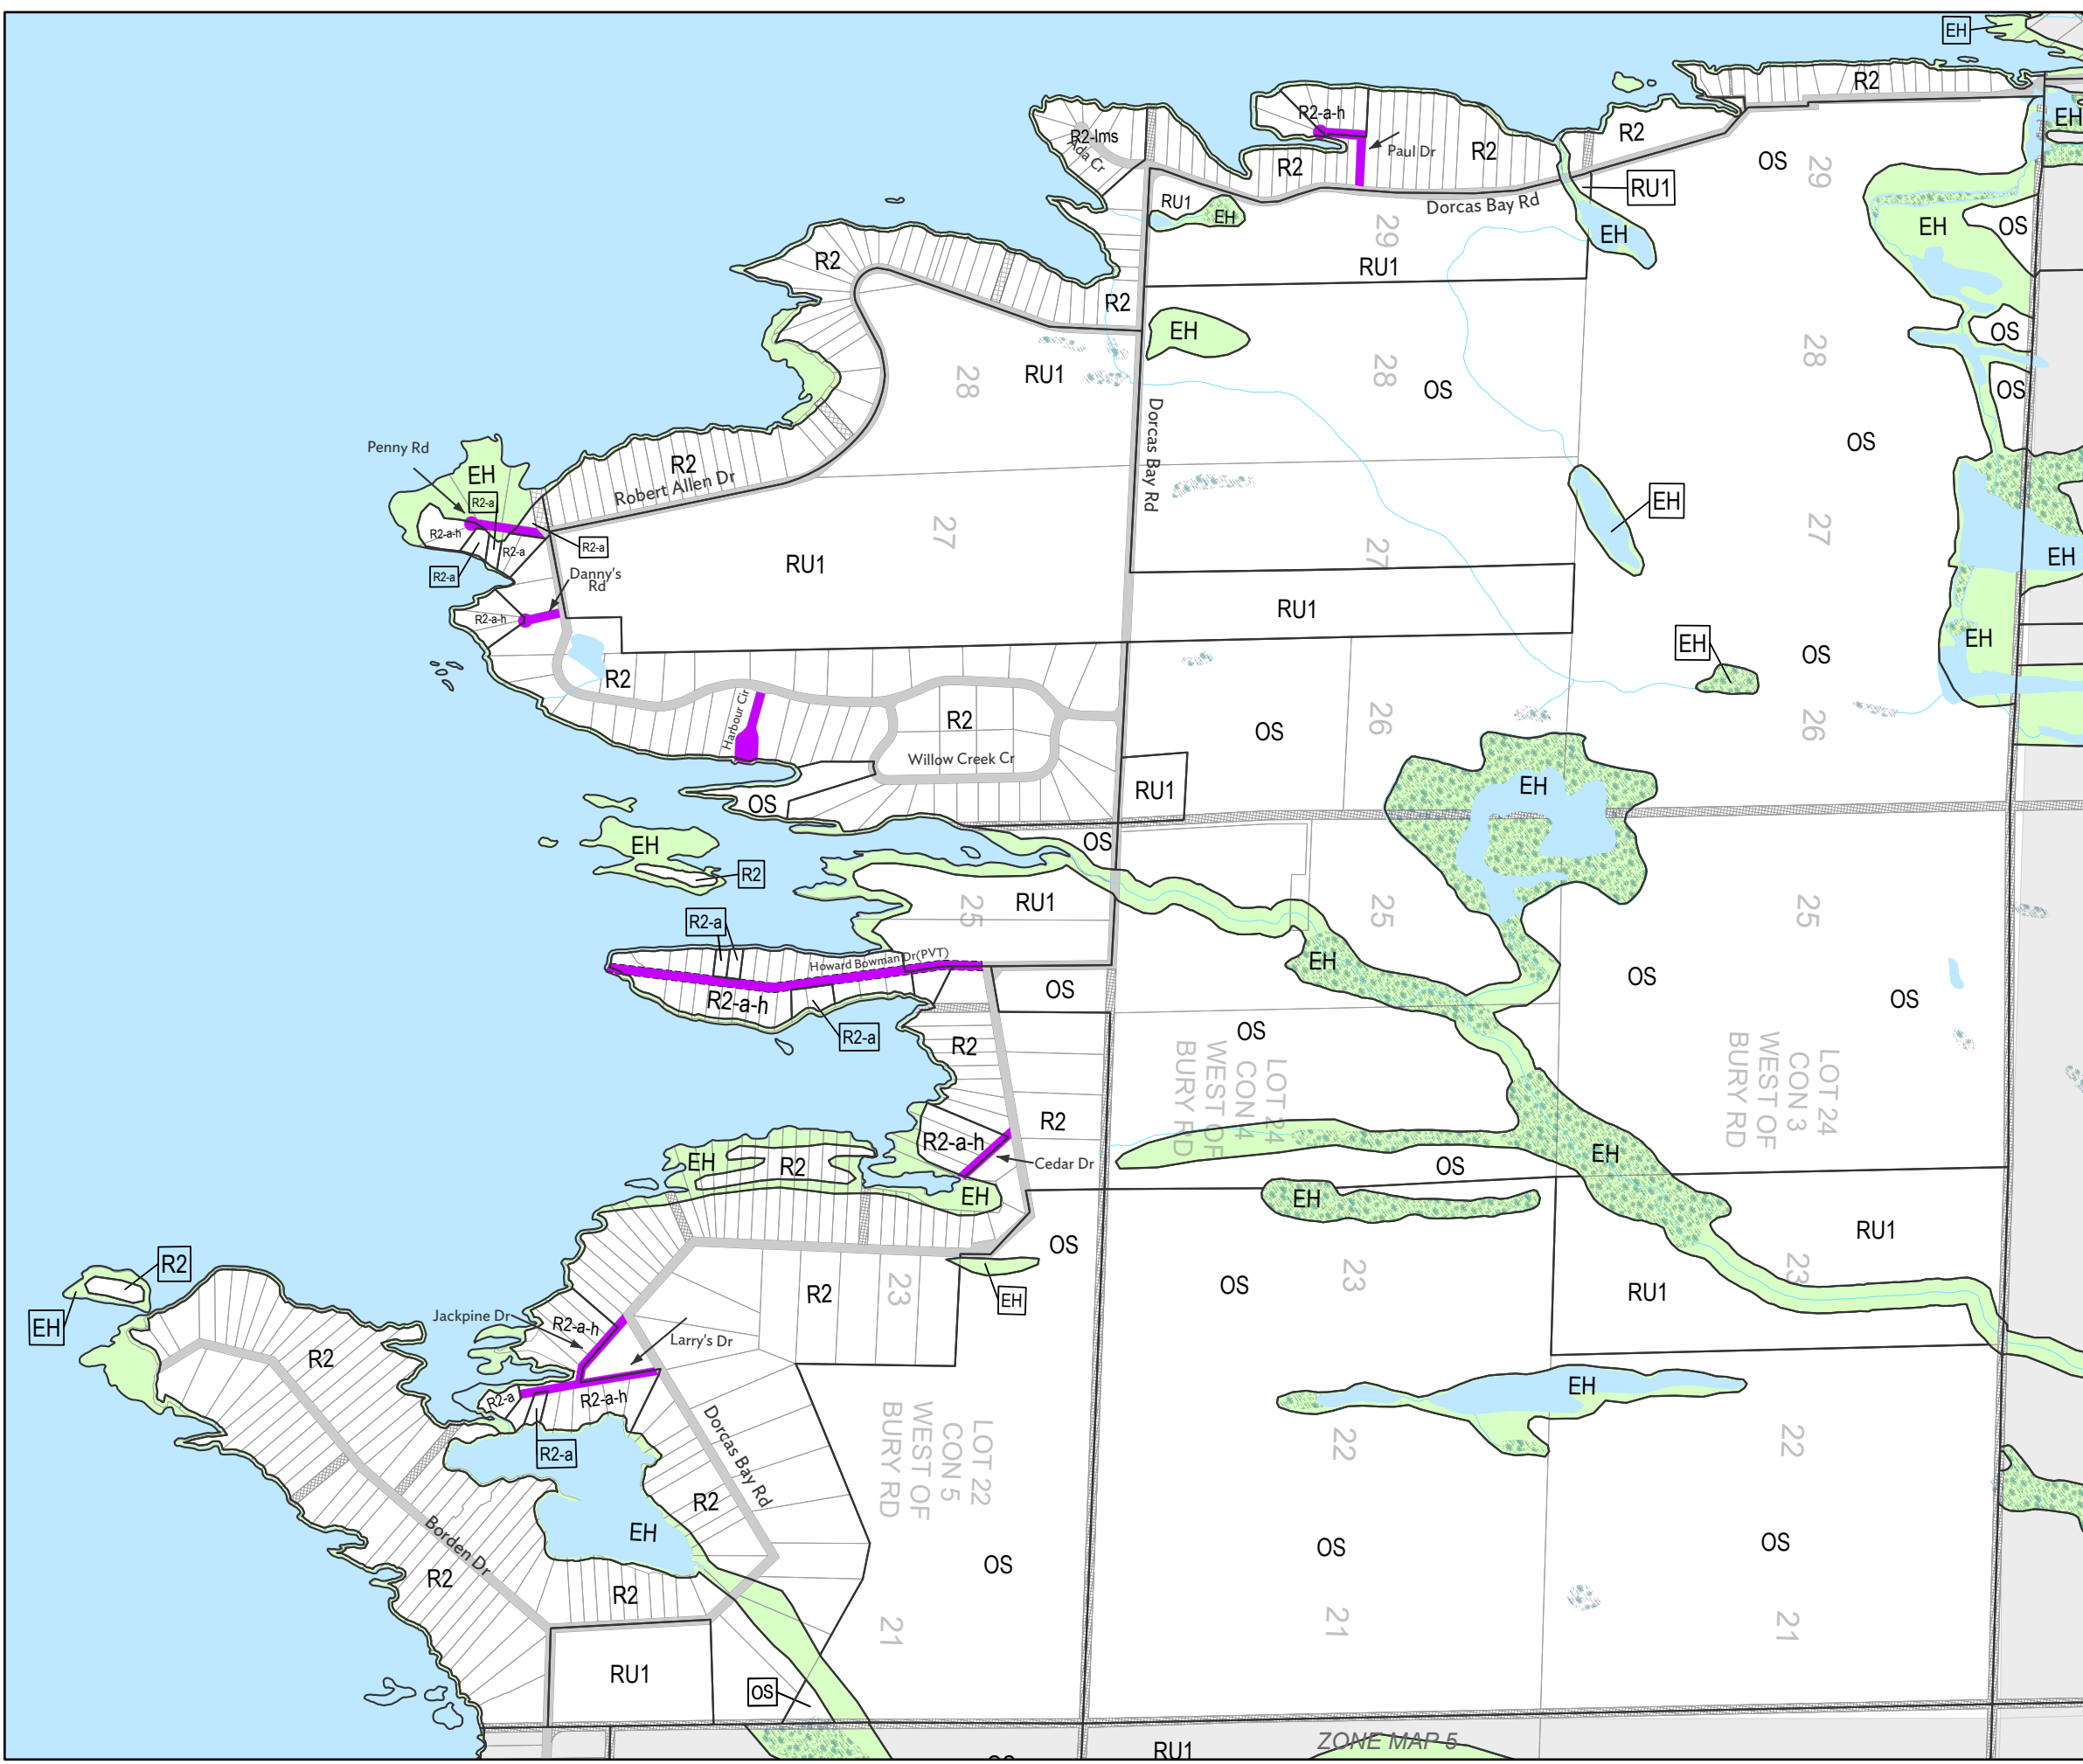 EH
R2
EH
R2-a-h
R2-lms
Ada Cr
R2
R2
Paul Dr
R2
OS
29
RU1
RU1
EH
Dorcas Bay Rd
29
EH
EH
OS
R2
RU1
R2
EH
OS
28
RU1
28
OS
28
OS
OS
Dorcas Bay Rd
Penny Rd
EH
R2-a
R2
Robert Allen Dr
R2-a-h
R2-a
R2-a
R2-a
27
27
27
EH
EH
RU1
Danny's
Rd
R2-a-h
RU1
EH
OS
EH
R2
Harbour Cir
R2
Willow Creek Cr
OS
26
26
OS
RU1
EH
EH
R2
OS
RU1
25
25
25
R2-a
Howard Bowman Dr(PVT)
R2-a-h
R2-a
OS
EH
OS
OS
OS
R2
R2
LOT 24
CON 4
WEST OF
BURY RD
LOT 24
CON 3
WEST OF
BURY RD
R2-a-h
Cedar Dr
EH
R2
EH
OS
EH
EH
OS
RU1
R2
EH
R2
23
EH
OS
23
RU1
23
Jackpine Dr
R2-a-h
Larry's Dr
R2
R2-a
R2-a-h
R2-a
EH
Dorcas Bay Rd
LOT 22
CON 5
WEST OF
BURY RD
22
22
R2
EH
Borden Dr
R2
R2
OS
OS
OS
21
21
21
RU1
OS
ZONE MAP 5
RU1